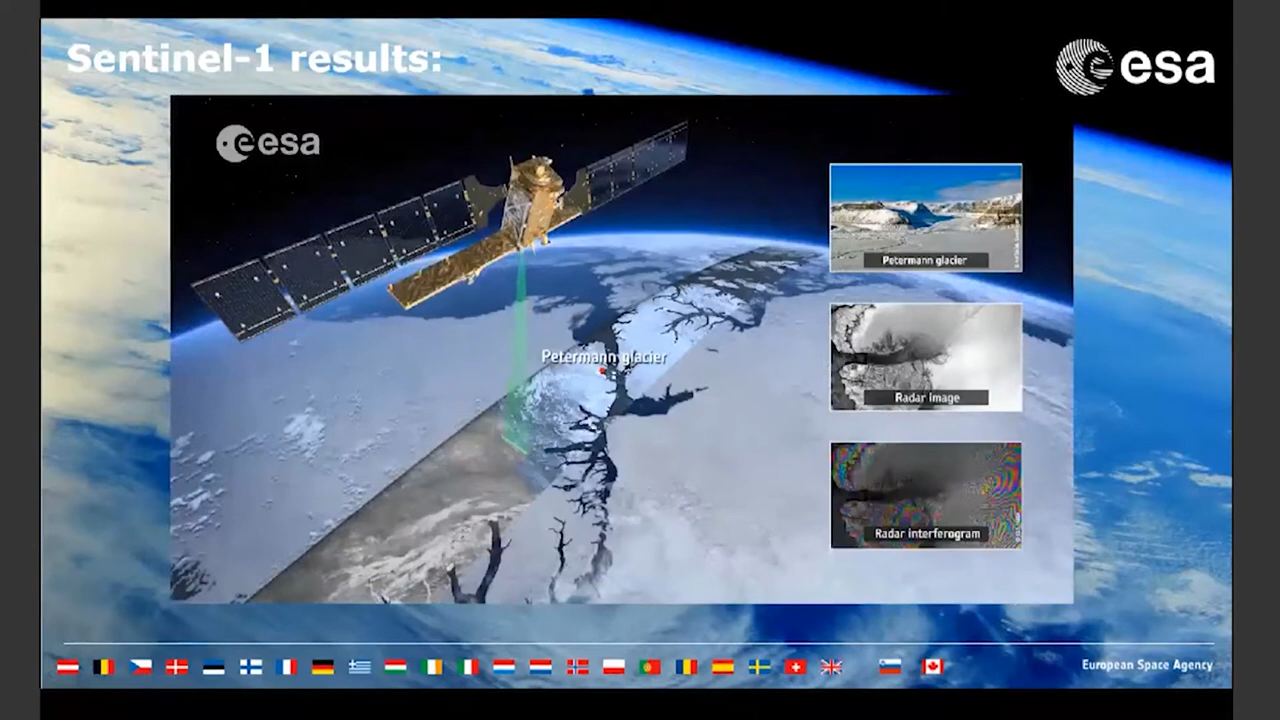 Sentinel-1 results:
esa
esa
Petermann glacier
Petermann glacier
Radar image
Radar interferogram
European Space Agency